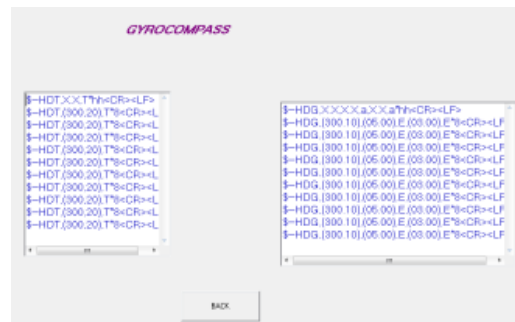 GYROCOMPASS
$--HDT,X.X,T*hh<CR><LF>
$--HDT,(300,20),T*8<CR><L
$--HDT,(300,20),T*8<CR><L
$--HDT,(300,20),T*8<CR><L
$--HDT,(300,20),T*8<CR><L
$--HDT,(300,20),T*8<CR><L
$--HDT,(300,20),T*8<CR><L
$--HDT,(300,20),T*8<CR><L
$--HDT,(300,20),T*8<CR><L
$--HDT,(300,20),T*8<CR><L
$--HDT,(300,20),T*8<CR><L
$--HDG,X.X,X.X,a,X.X,a*hh<CR><LF>
$--HDG,(300.10),(05.00),E,(03.00),E*8<CR><LF
$--HDG,(300.10),(05.00),E,(03.00),E*8<CR><LF
$--HDG,(300.10),(05.00),E,(03.00),E*8<CR><LF
$--HDG,(300.10),(05.00),E,(03.00),E*8<CR><LF
$--HDG,(300.10),(05.00),E,(03.00),E*8<CR><LF
$--HDG,(300.10),(05.00),E,(03.00),E*8<CR><LF
$--HDG,(300.10),(05.00),E,(03.00),E*8<CR><LF
$--HDG,(300.10),(05.00),E,(03.00),E*8<CR><LF
$--HDG,(300.10),(05.00),E,(03.00),E*8<CR><LF
$--HDG,(300.10),(05.00),E,(03.00),E*8<CR><LF
BACK